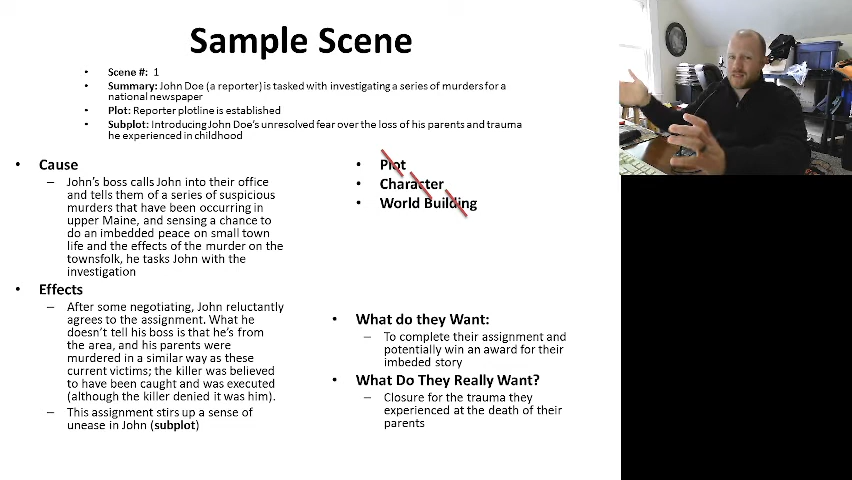 Sample Scene
• Scene #: 1
• Summary: John Doe (a reporter) is tasked with investigating a series of murders for a
national newspaper
• Plot: Reporter plotline is established
• Subplot: Introducing John Doe's unresolved fear over the loss of his parents and trauma
he experienced in childhood
• Cause
– John's boss calls John into their office
and tells them of a series of suspicious
murders that have been occurring in
upper Maine, and sensing a chance to
do an imbedded peace on small town
life and the effects of the murder on the
townsfolk, he tasks John with the
investigation
• Effects
– After some negotiating, John reluctantly
agrees to the assignment. What he
doesn't tell his boss is that he's from
the area, and his parents were
murdered in a similar way as these
current victims; the killer was believed
to have been caught and was executed
(although the killer denied it was him).
– This assignment stirs up a sense of
unease in John (subplot)
• Plot
• Character
• World Building
• What do they Want:
– To complete their assignment and
potentially win an award for their
imbeded story
• What Do They Really Want?
– Closure for the trauma they
experienced at the death of their
parents